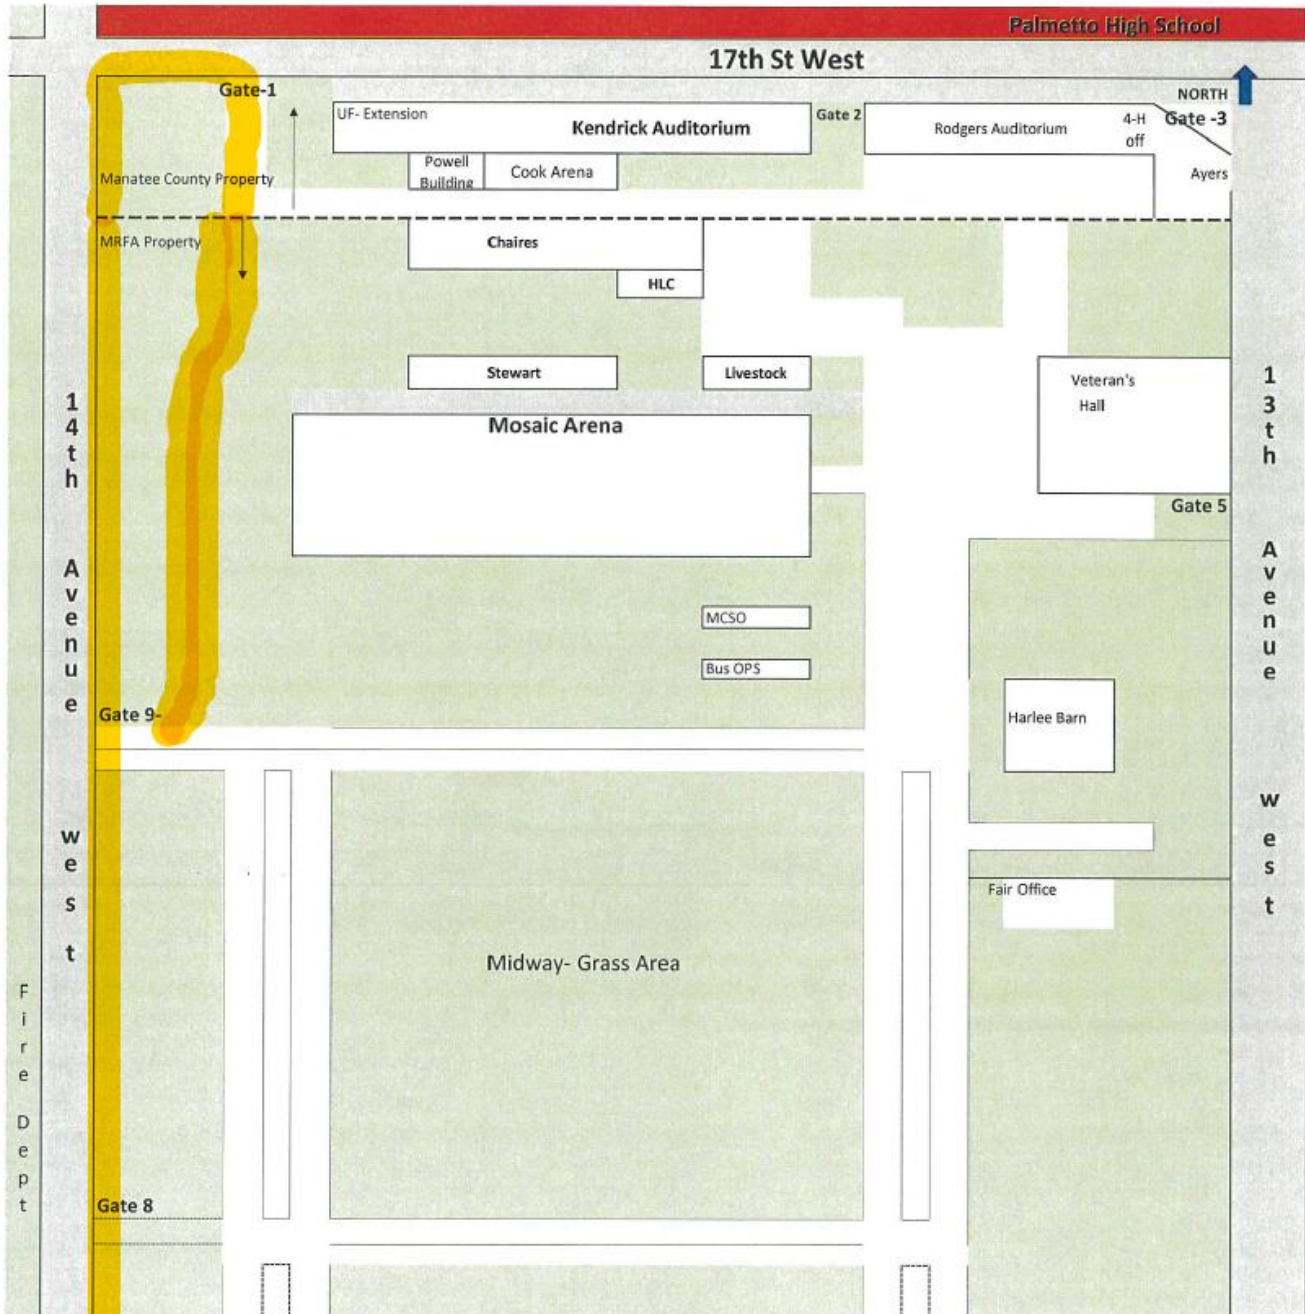 Palmetto High School
17th St West
NORTH
Gate-1
UF- Extension
Kendrick Auditorium
Gate 2
Rodgers Auditorium
4-H
off
Gate -3
Powell
Building
Cook Arena
Ayers
Manatee County Property
MRFA Property
Chaires
HLC
Stewart
Livestock
Veteran's
Hall
Mosaic Arena
14th Avenue west
13th Avenue west
Gate 5
MCSO
Bus OPS
Gate 9-
Harlee Barn
Fair Office
Midway- Grass Area
Fire Dept
Gate 8